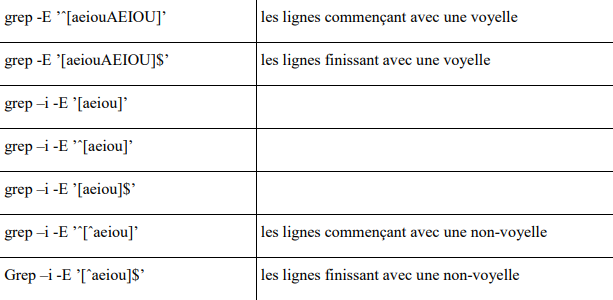 grep -E ’ˆ[aeiouAEIOU]’ les lignes commençant avec une voyelle
grep -E ’[aeiouAEIOU]$’ les lignes finissant avec une voyelle
grep –i -E ’[aeiou]’
grep –i -E ’ˆ[aeiou]’
grep –i -E ’[aeiou]$’
grep –i -E ’ˆ[ˆaeiou]’ les lignes commençant avec une non-voyelle
Grep –i -E ’[ˆaeiou]$’ les lignes finissant avec une non-voyelle